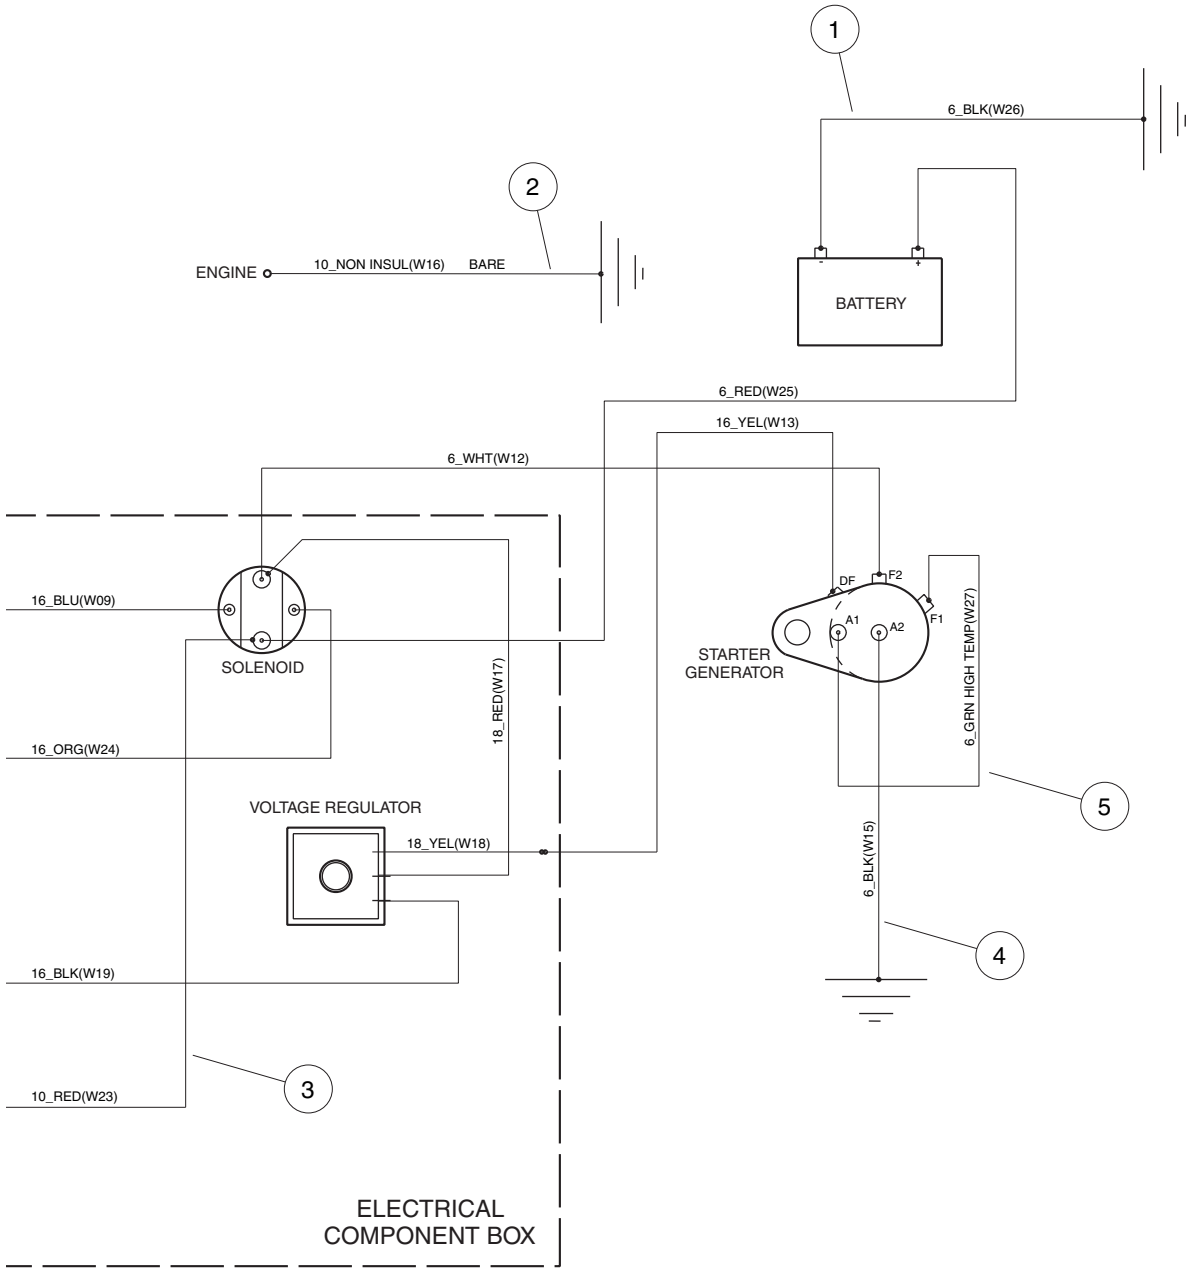 1
6_BLK(W26)
2
ENGINE
10_NON INSUL(W16) BARE
- +
BATTERY
6_RED(W25)
16_YEL(W13)
6_WHT(W12)
16_BLU(W09)
SOLENOID
DF
F2
F1
A1
A2
STARTER
GENERATOR
6_GRN HIGH TEMP(W27)
18_RED(W17)
16_ORG(W24)
VOLTAGE REGULATOR
18_YEL(W18)
5
6_BLK(W15)
4
16_BLK(W19)
3
10_RED(W23)
ELECTRICAL
COMPONENT BOX